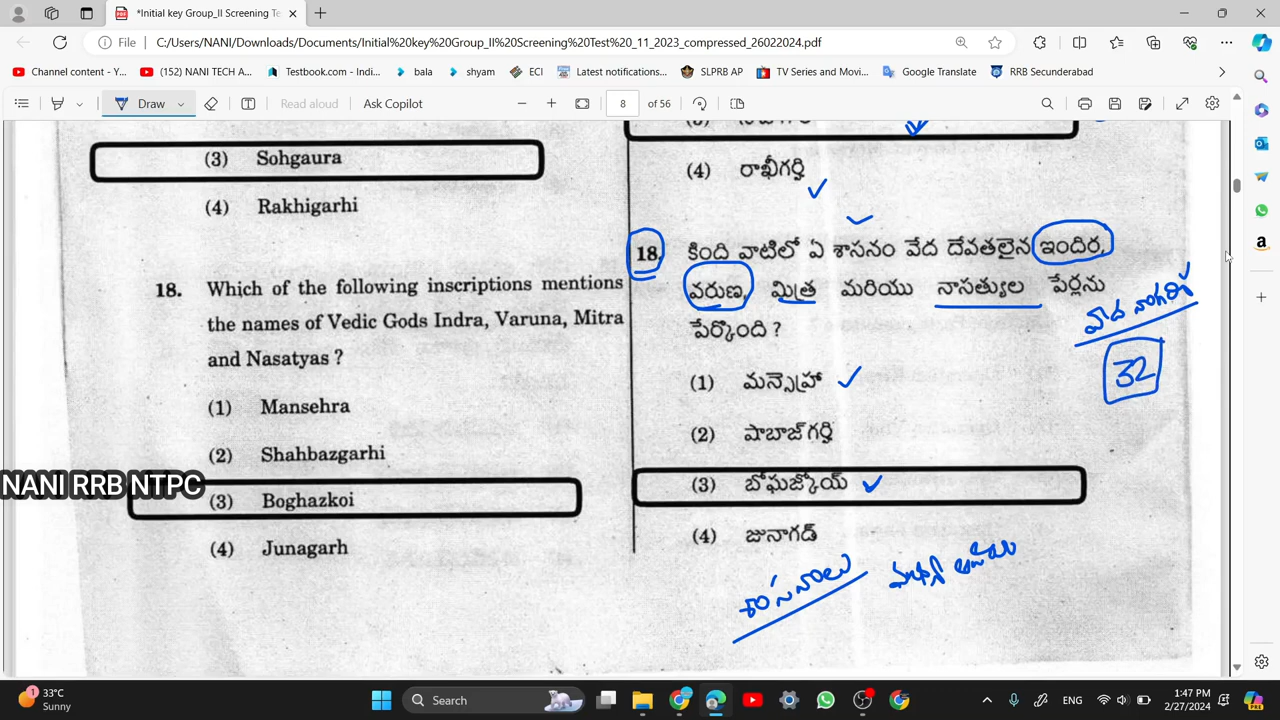 *Initial key Group_II Screening Te
File
C:/Users/NANI/Downloads/Documents/Initial%20key%20Group_II%20Screening%20Test%20_11_2023_compressed_26022024.pdf
Channel content - Y...
(152) NANI TECH A...
Testbook.com - Indi...
bala
shyam
ECI
Latest notifications...
SLPRB AP
TV Series and Movi...
Google Translate
RRB Secunderabad
Draw
Read aloud
Ask Copilot
8
of 56
(3) Sohgaura
(4) Rakhigarhi
18. Which of the following inscriptions mentions
the names of Vedic Gods Indra, Varuna, Mitra
and Nasatyas ?
(1) Mansehra
(2) Shahbazgarhi
(3) Boghazkoi
(4) Junagarh
(4) రాఖీగర్హి
18. కింది వాటిలో ఏ శాసనం వేద దేవతలైన ఇందిర,
వరుణ, మిత్ర మరియు నాసత్యుల పేర్లను
పేర్కొంది ?
(1) మన్సెహ్రా
(2) షాబాజ్‌గర్హి
(3) బోఘజ్కోయ్
(4) జునాగడ్
32
శాసనాలు
NANI RRB NTPC
33°C
Sunny
Search
ENG
1:47 PM
2/27/2024